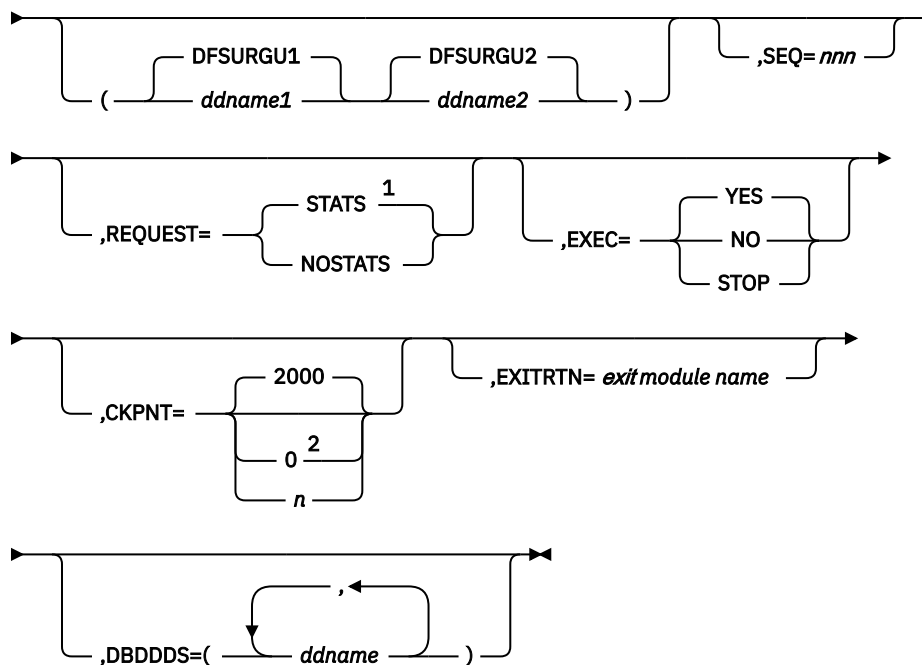 DFSURGU1 DFSURGU2 ,SEQ= nnn
( ddname1 ddname2 )
STATS 1 YES
,REQUEST= ,EXEC= NO
NOSTATS STOP
2000 ,EXITRTN= exit module name
,CKPNT=
0 2
n
,
,DBDDDS=( ddname )